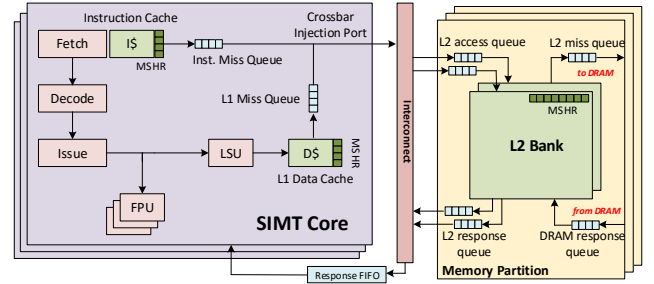 Instruction Cache
Crossbar
Injection Port
Fetch
I$
MSHR
Inst. Miss Queue
L1 Miss Queue
Decode
Issue
LSU
D$
MSHR
L1 Data Cache
FPU
SIMT Core
Response FIFO
Interconnect
L2 access queue
L2 miss queue
to DRAM
MSHR
L2 Bank
from DRAM
L2 response
queue
DRAM response
queue
Memory Partition